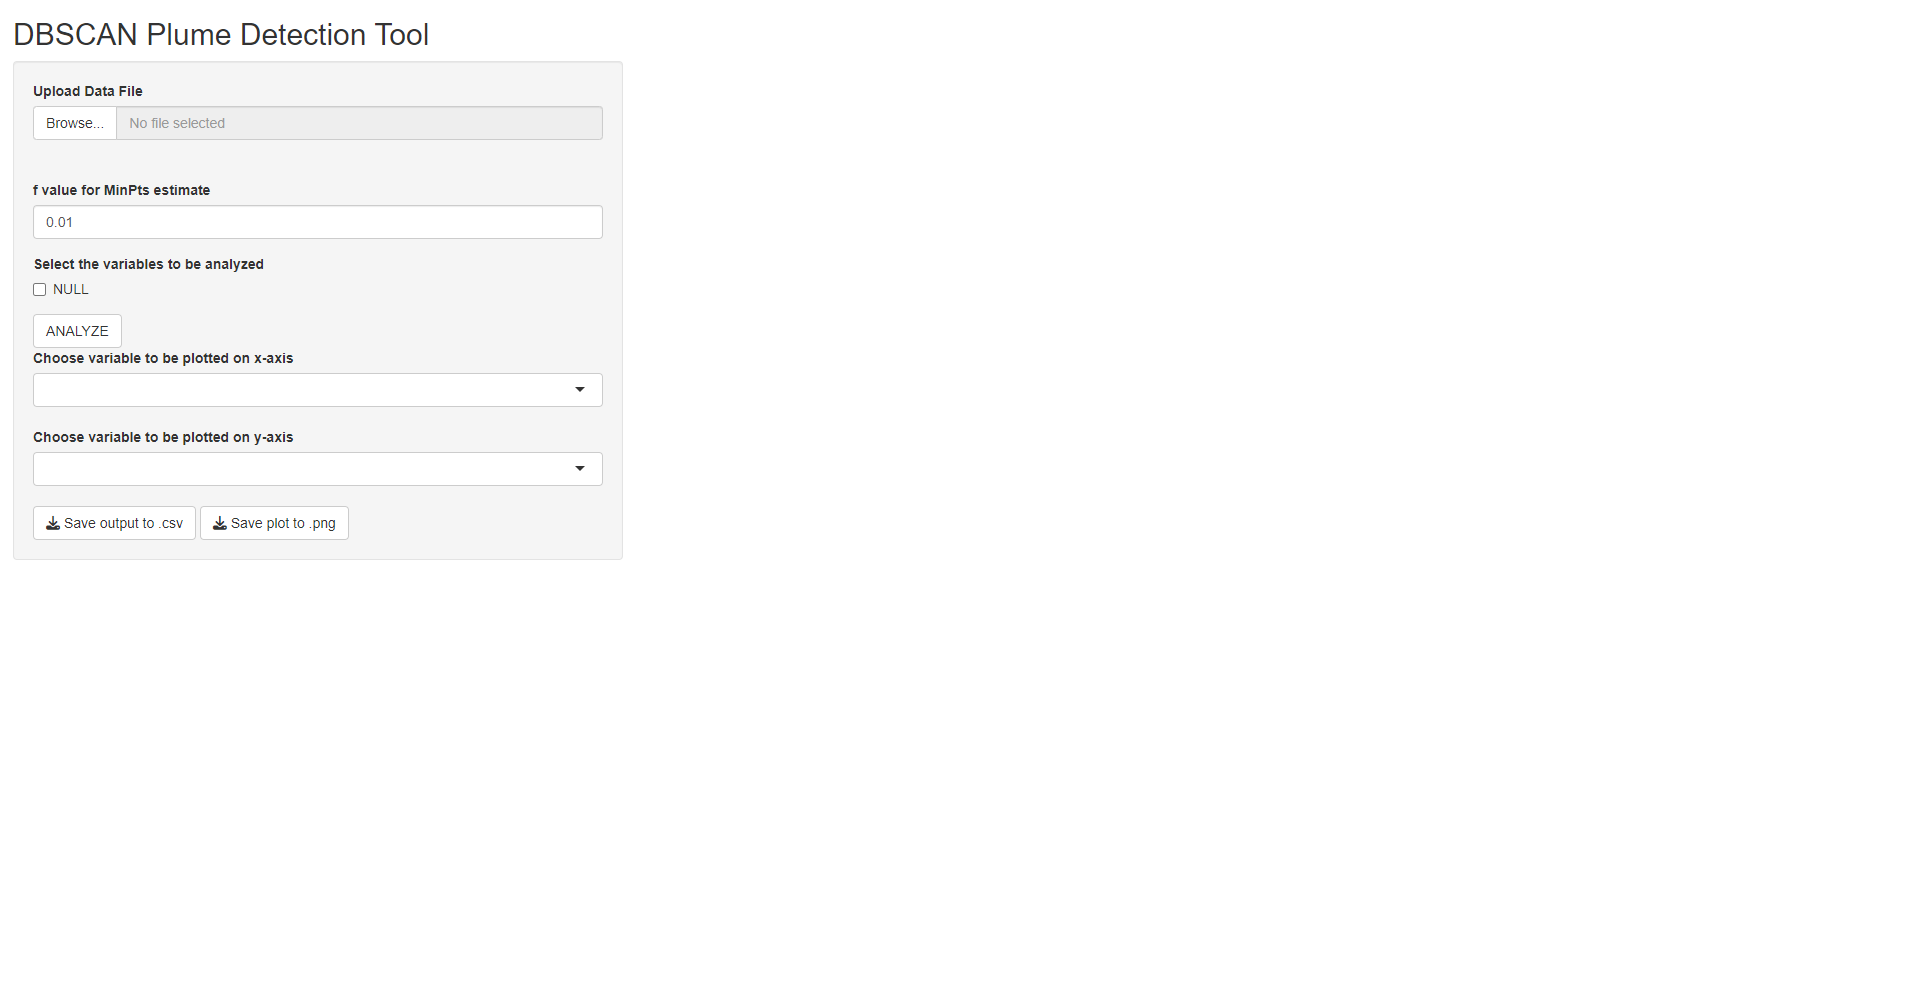 DBSCAN Plume Detection Tool
Upload Data File
Browse... No file selected
f value for MinPts estimate
0.01
Select the variables to be analyzed
NULL
ANALYZE
Choose variable to be plotted on x-axis
Choose variable to be plotted on y-axis
Save output to .csv Save plot to .png